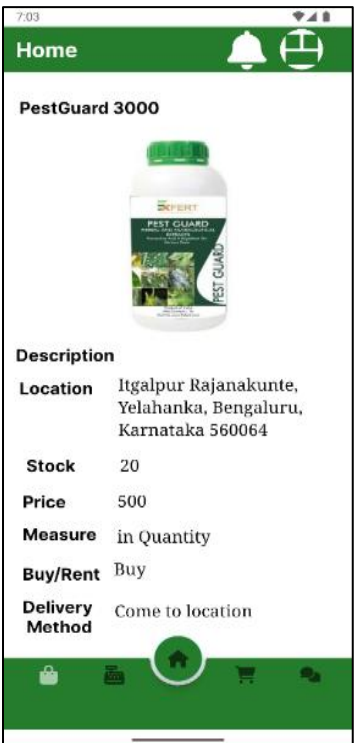 7:03
Home
PestGuard 3000
EXPERT
PEST GUARD
PEST GUARD
Description
Location Itgalpur Rajanakunte,
Yelahanka, Bengaluru,
Karnataka 560064
Stock 20
Price 500
Measure in Quantity
Buy/Rent Buy
Delivery Come to location
Method